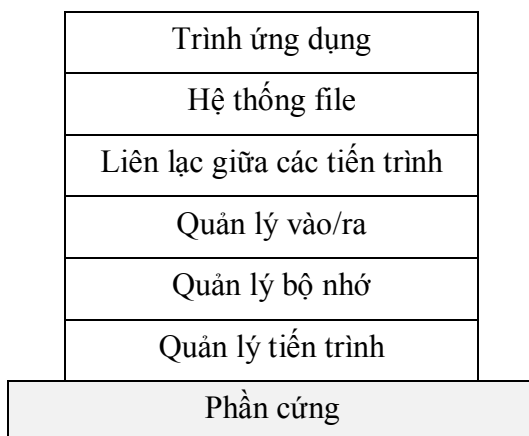 Trình ứng dụng
Hệ thống file
Liên lạc giữa các tiến trình
Quản lý vào/ra
Quản lý bộ nhớ
Quản lý tiến trình
Phần cứng